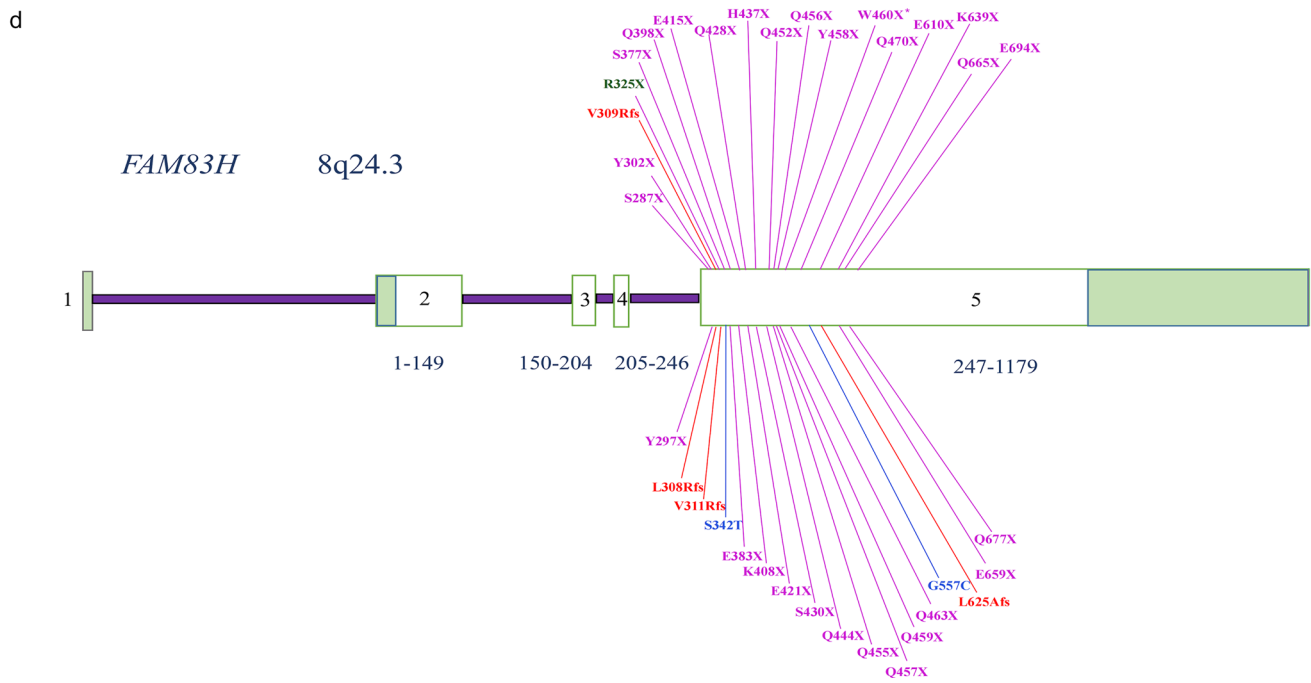 d
H437X
Q456X
W460X*
E415X
Q428X
Q452X
Y458X
E610X
K639X
Q398X
Q470X
S377X
Q665X
E694X
R325X
V309Rfs
FAM83H 8q24.3
Y302X
S287X
1
2
3
4
5
1-149
150-204
205-246
247-1179
Y297X
L308Rfs
V311Rfs
S342T
Q677X
E383X
K408X
E659X
E421X
G557C
L625Afs
S430X
Q463X
Q444X
Q459X
Q455X
Q457X